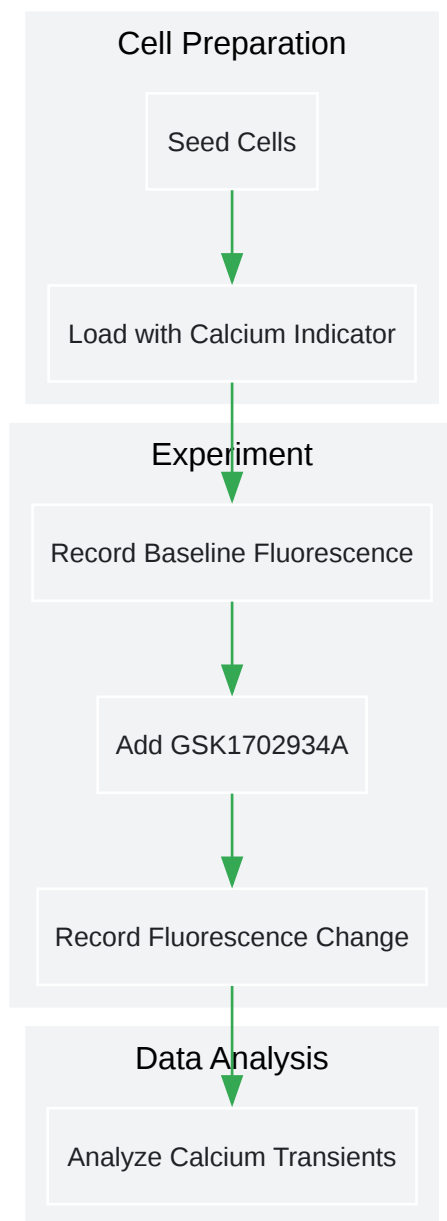 Cell Preparation
Seed Cells
Load with Calcium Indicator
Experiment
Record Baseline Fluorescence
Add GSK1702934A
Record Fluorescence Change
Data Analysis
Analyze Calcium Transients